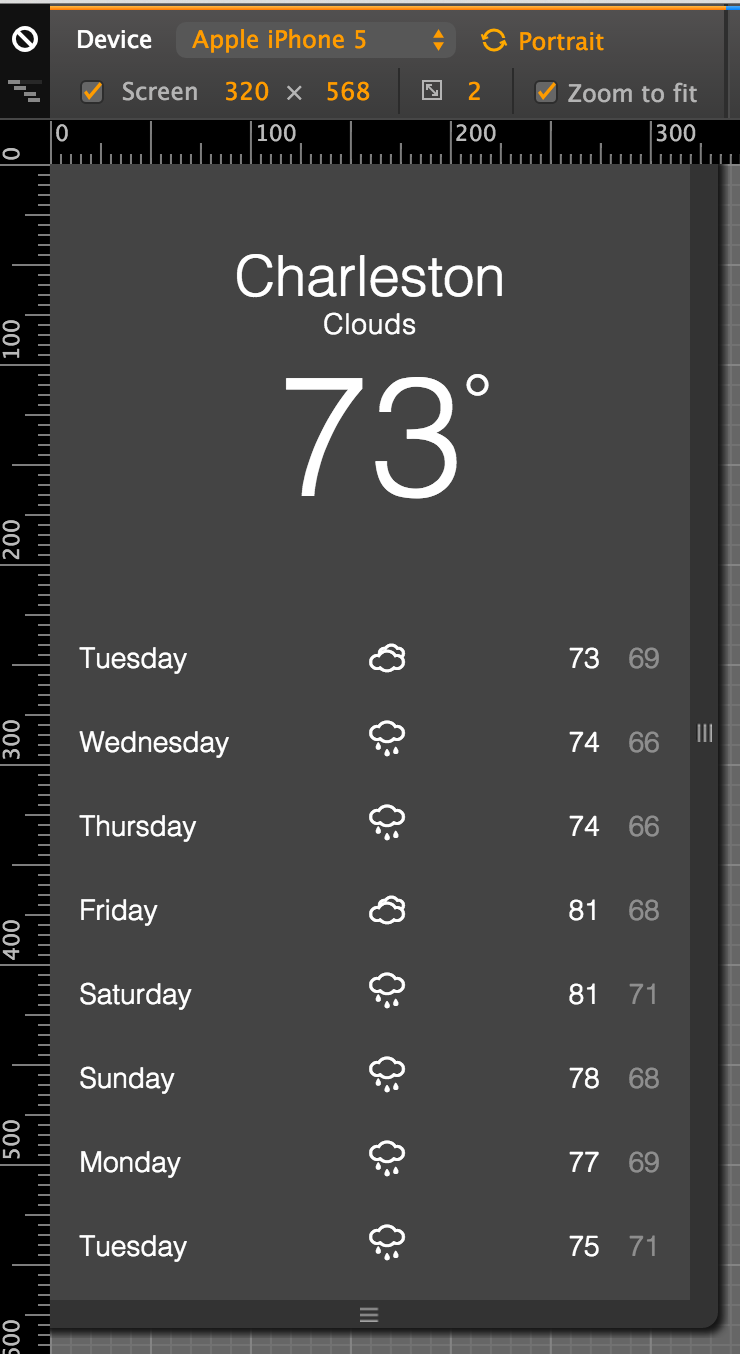 Device Apple iPhone 5 Portrait
Screen 320 × 568 2 Zoom to fit
0 100 200 300
0
100
200
300
400
500
600
Charleston
Clouds
73°
Tuesday 73 69
Wednesday 74 66
Thursday 74 66
Friday 81 68
Saturday 81 71
Sunday 78 68
Monday 77 69
Tuesday 75 71